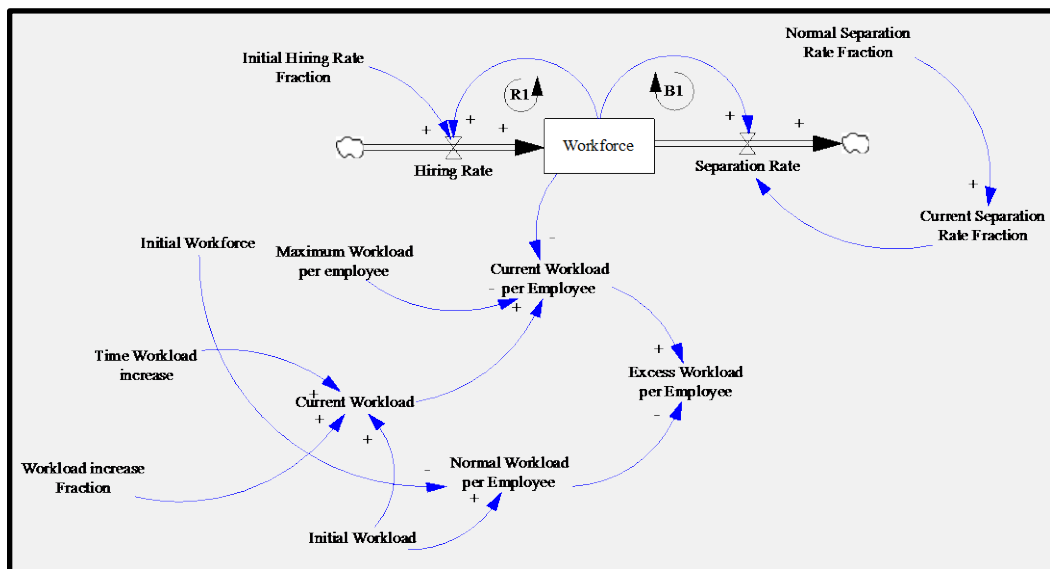 Normal Separation
Rate Fraction
Initial Hiring Rate
Fraction
R1
B1
+
+
+
+
+
Workforce
Hiring Rate
Separation Rate
+
Current Separation
Rate Fraction
Initial Workforce
-
Maximum Workload
per employee
Current Workload
per Employee
-
+
Time Workload
increase
+
Excess Workload
per Employee
+
Current Workload
+
-
+
Workload increase
Fraction
Normal Workload
per Employee
-
+
Initial Workload